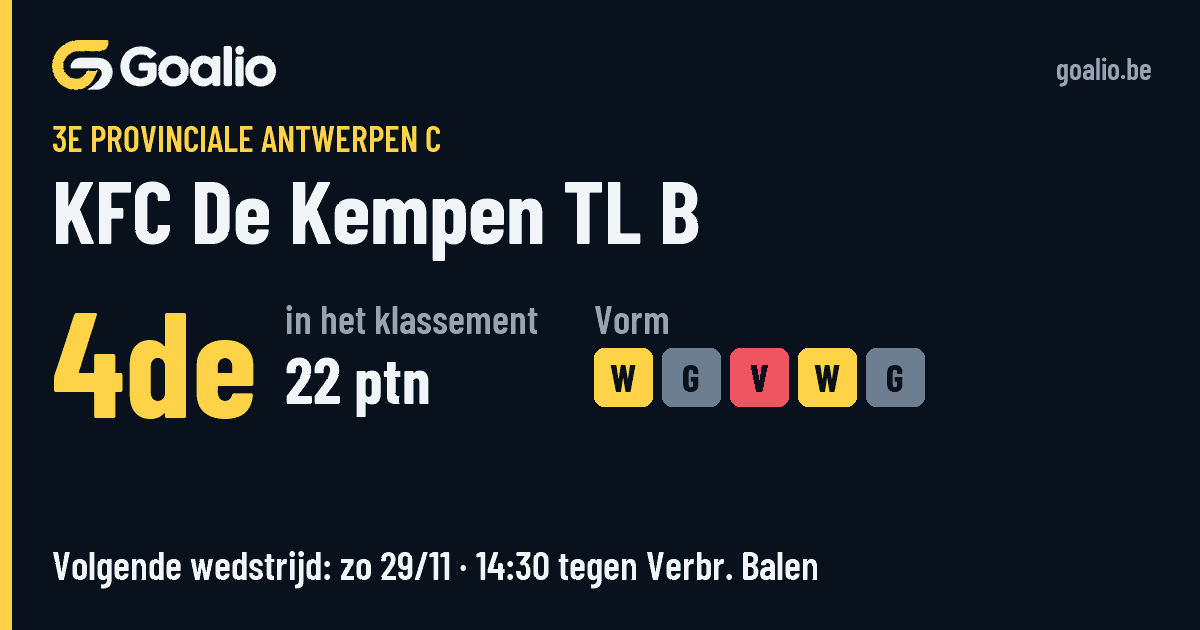 Goalio
goalio.be
3E PROVINCIALE ANTWERPEN C
KFC De Kempen TL B
4de
in het klassement
22 ptn
Vorm
W G V W G
Volgende wedstrijd: zo 29/11 · 14:30 tegen Verbr. Balen